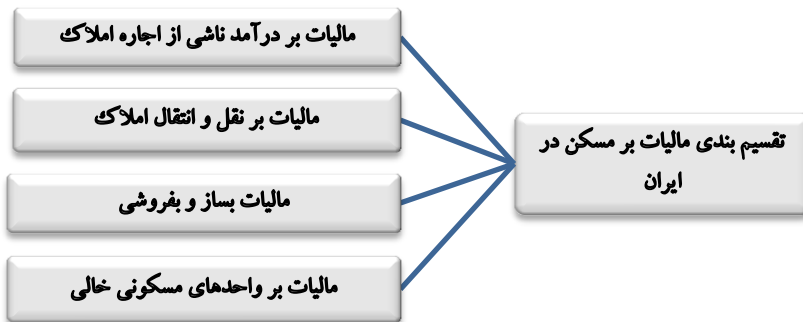 تقسیم بندی مالیات بر مسکن در
ایران
مالیات بر درآمد ناشی از اجاره املاک
مالیات بر نقل و انتقال املاک
مالیات بساز و بفروشی
مالیات بر واحدهای مسکونی خالی